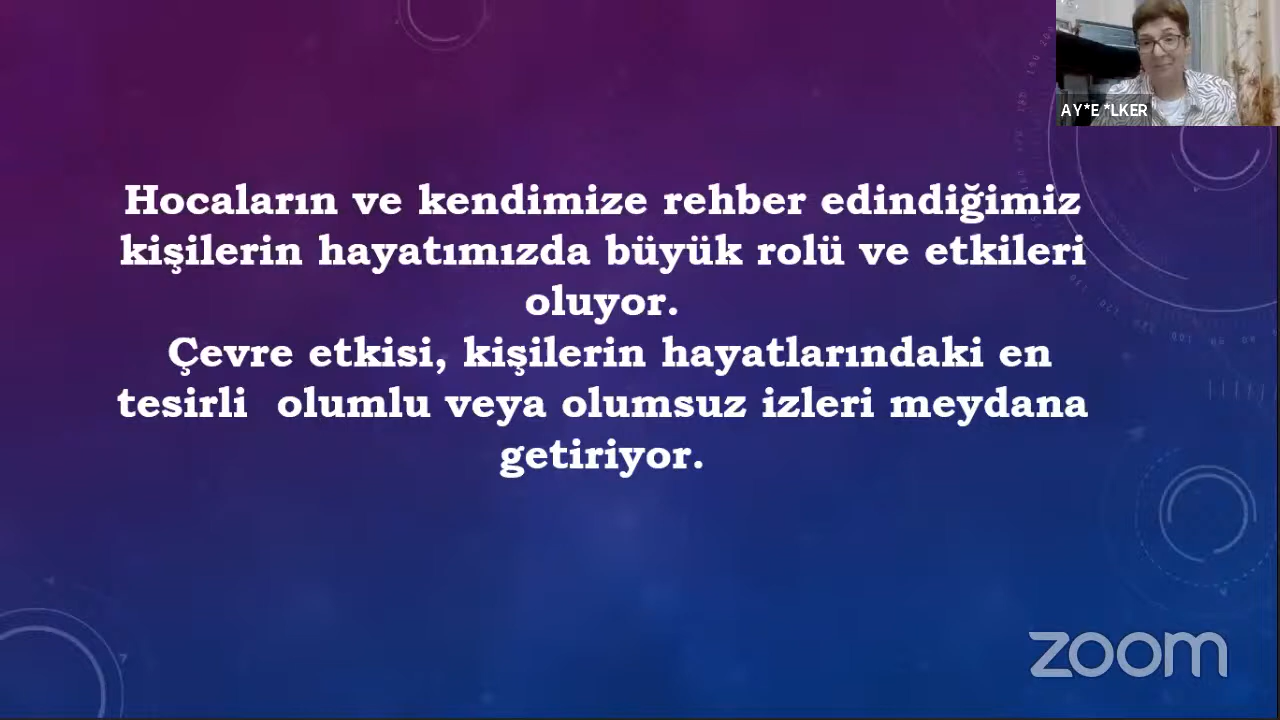 AY*E *LKER
Hocaların ve kendimize rehber edindiğimiz
kişilerin hayatımızda büyük rolü ve etkileri
oluyor.
Çevre etkisi, kişilerin hayatlarındaki en
tesirli  olumlu veya olumsuz izleri meydana
getiriyor.
zoom